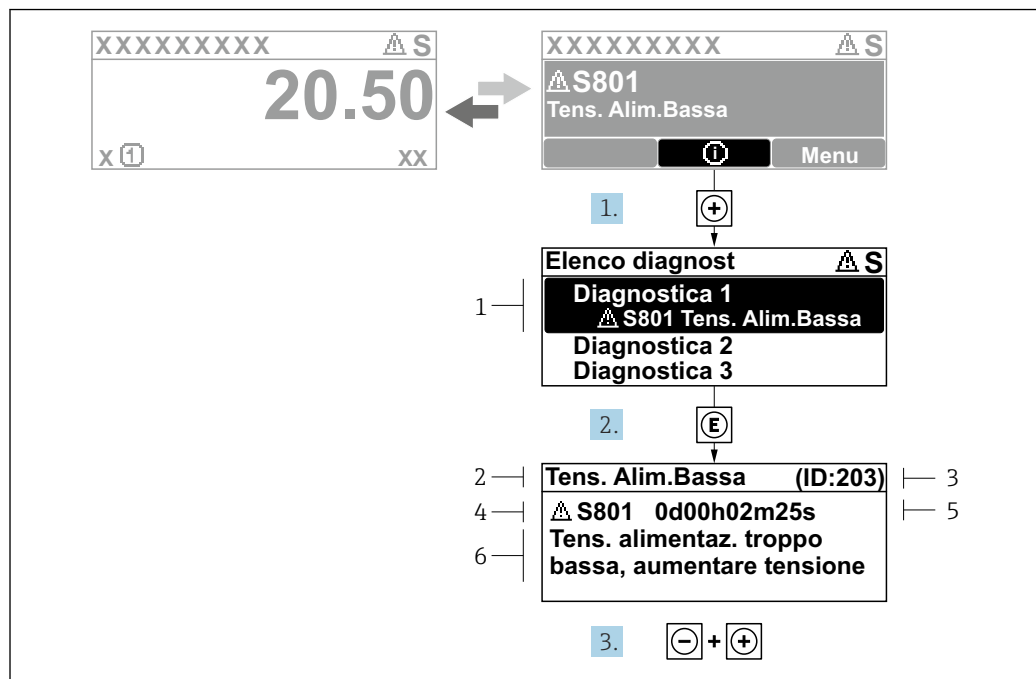 XXXXXXXXX ⚠ S
20.50
x ① xx
XXXXXXXXX ⚠ S
⚠ S801
Tens. Alim.Bassa
ⓘ Menu
1. +
Elenco diagnost ⚠ S
1
Diagnostica 1
⚠ S801 Tens. Alim.Bassa
Diagnostica 2
Diagnostica 3
2. E
2 Tens. Alim.Bassa (ID:203) 3
4 ⚠ S801 0d00h02m25s 5
6 Tens. alimentaz. troppo
bassa, aumentare tensione
3. − + +